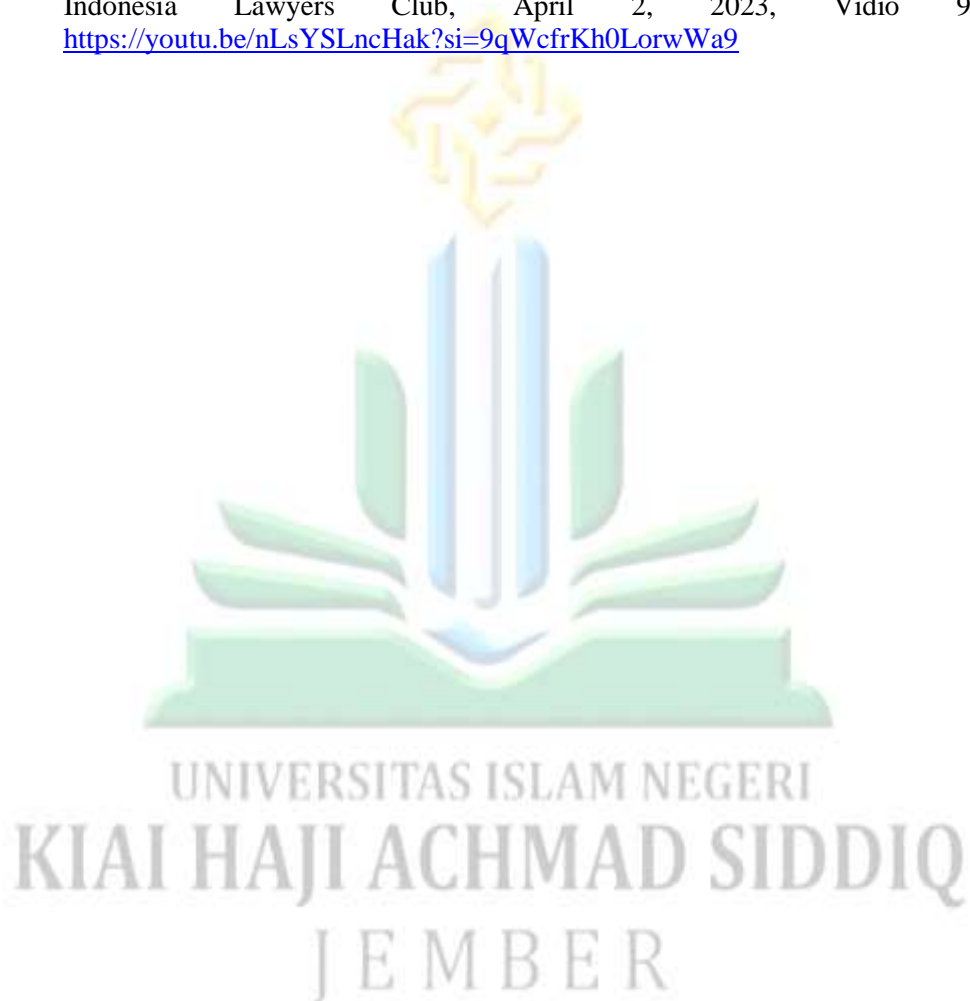 Indonesia Lawyers Club, April 2, 2023, Vidio 9
https://youtu.be/nLsYSLncHak?si=9qWcfrKh0LorwWa9
UNIVERSITAS ISLAM NEGERI
KIAI HAJI ACHMAD SIDDIQ
JEMBER